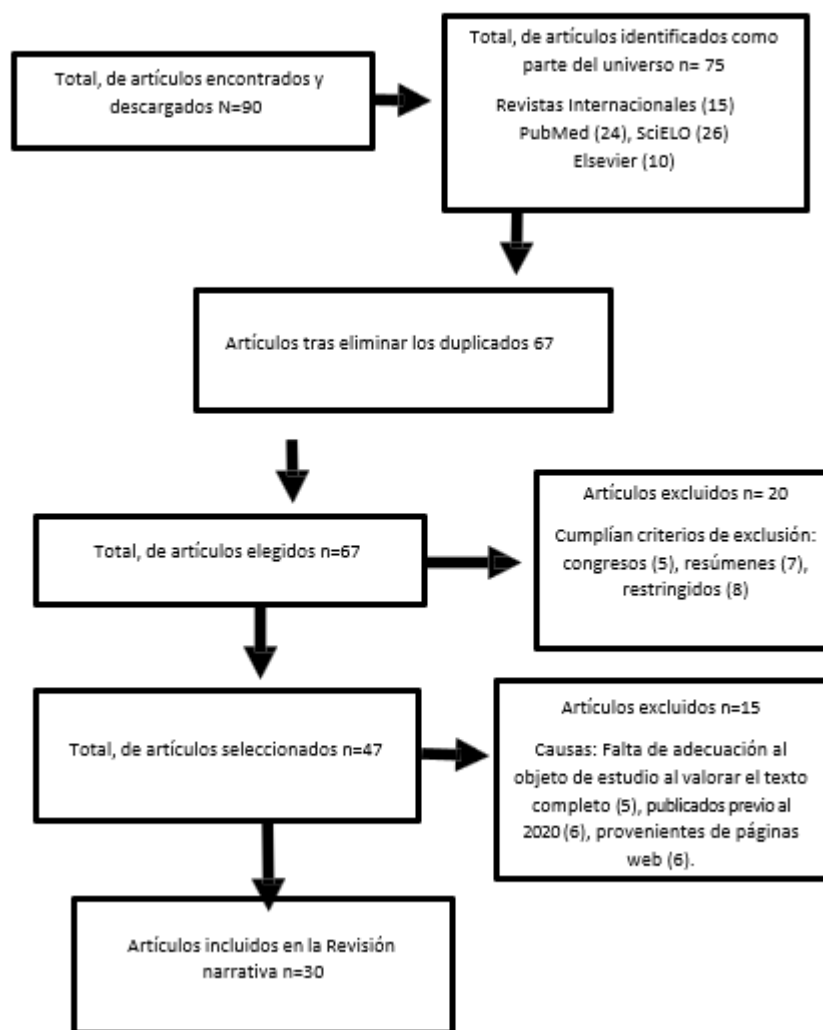 Total, de artículos encontrados y
descargados N=90
Total, de artículos identificados como
parte del universo n= 75
Revistas Internacionales (15)
PubMed (24), SciELO (26)
Elsevier (10)
Artículos tras eliminar los duplicados 67
Total, de artículos elegidos n=67
Artículos excluidos n= 20
Cumplían criterios de exclusión:
congresos (5), resúmenes (7),
restringidos (8)
Total, de artículos seleccionados n=47
Artículos excluidos n=15
Causas: Falta de adecuación al
objeto de estudio al valorar el texto
completo (5), publicados previo al
2020 (6), provenientes de páginas
web (6).
Artículos incluidos en la Revisión
narrativa n=30